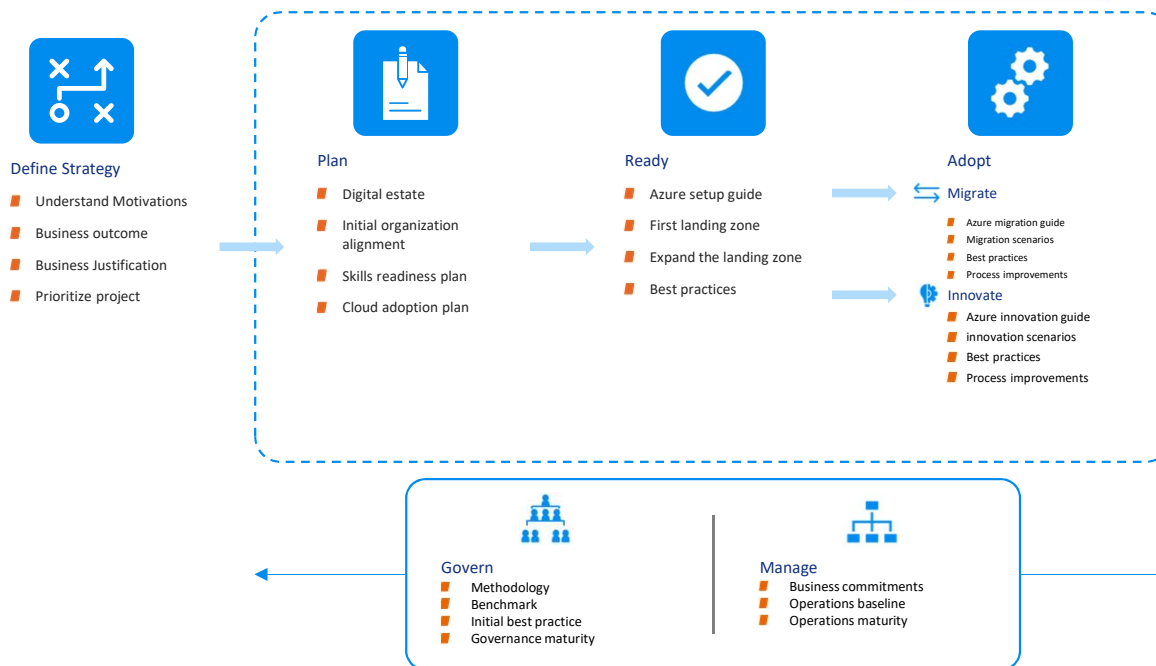 Define Strategy
Understand Motivations
Business outcome
Business Justification
Prioritize project
Plan
Digital estate
Initial organization
alignment
Skills readiness plan
Cloud adoption plan
Ready
Azure setup guide
First landing zone
Expand the landing zone
Best practices
Adopt
Migrate
Azure migration guide
Migration scenarios
Best practices
Process improvements
Innovate
Azure innovation guide
innovation scenarios
Best practices
Process improvements
Govern
Methodology
Benchmark
Initial best practice
Governance maturity
Manage
Business commitments
Operations baseline
Operations maturity